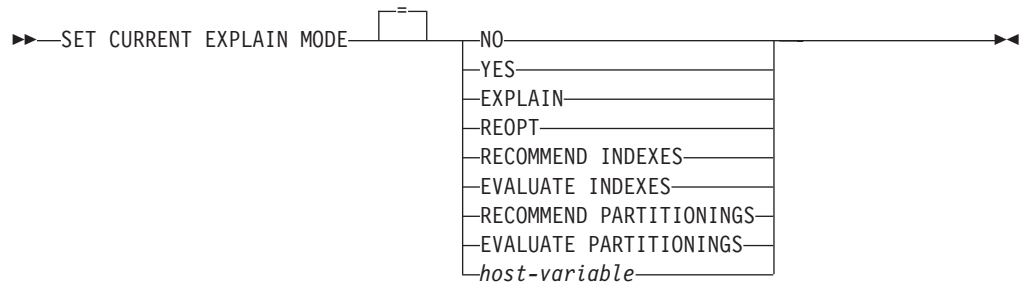 =
SET CURRENT EXPLAIN MODE NO
YES
EXPLAIN
REOPT
RECOMMEND INDEXES
EVALUATE INDEXES
RECOMMEND PARTITIONINGS
EVALUATE PARTITIONINGS
host-variable